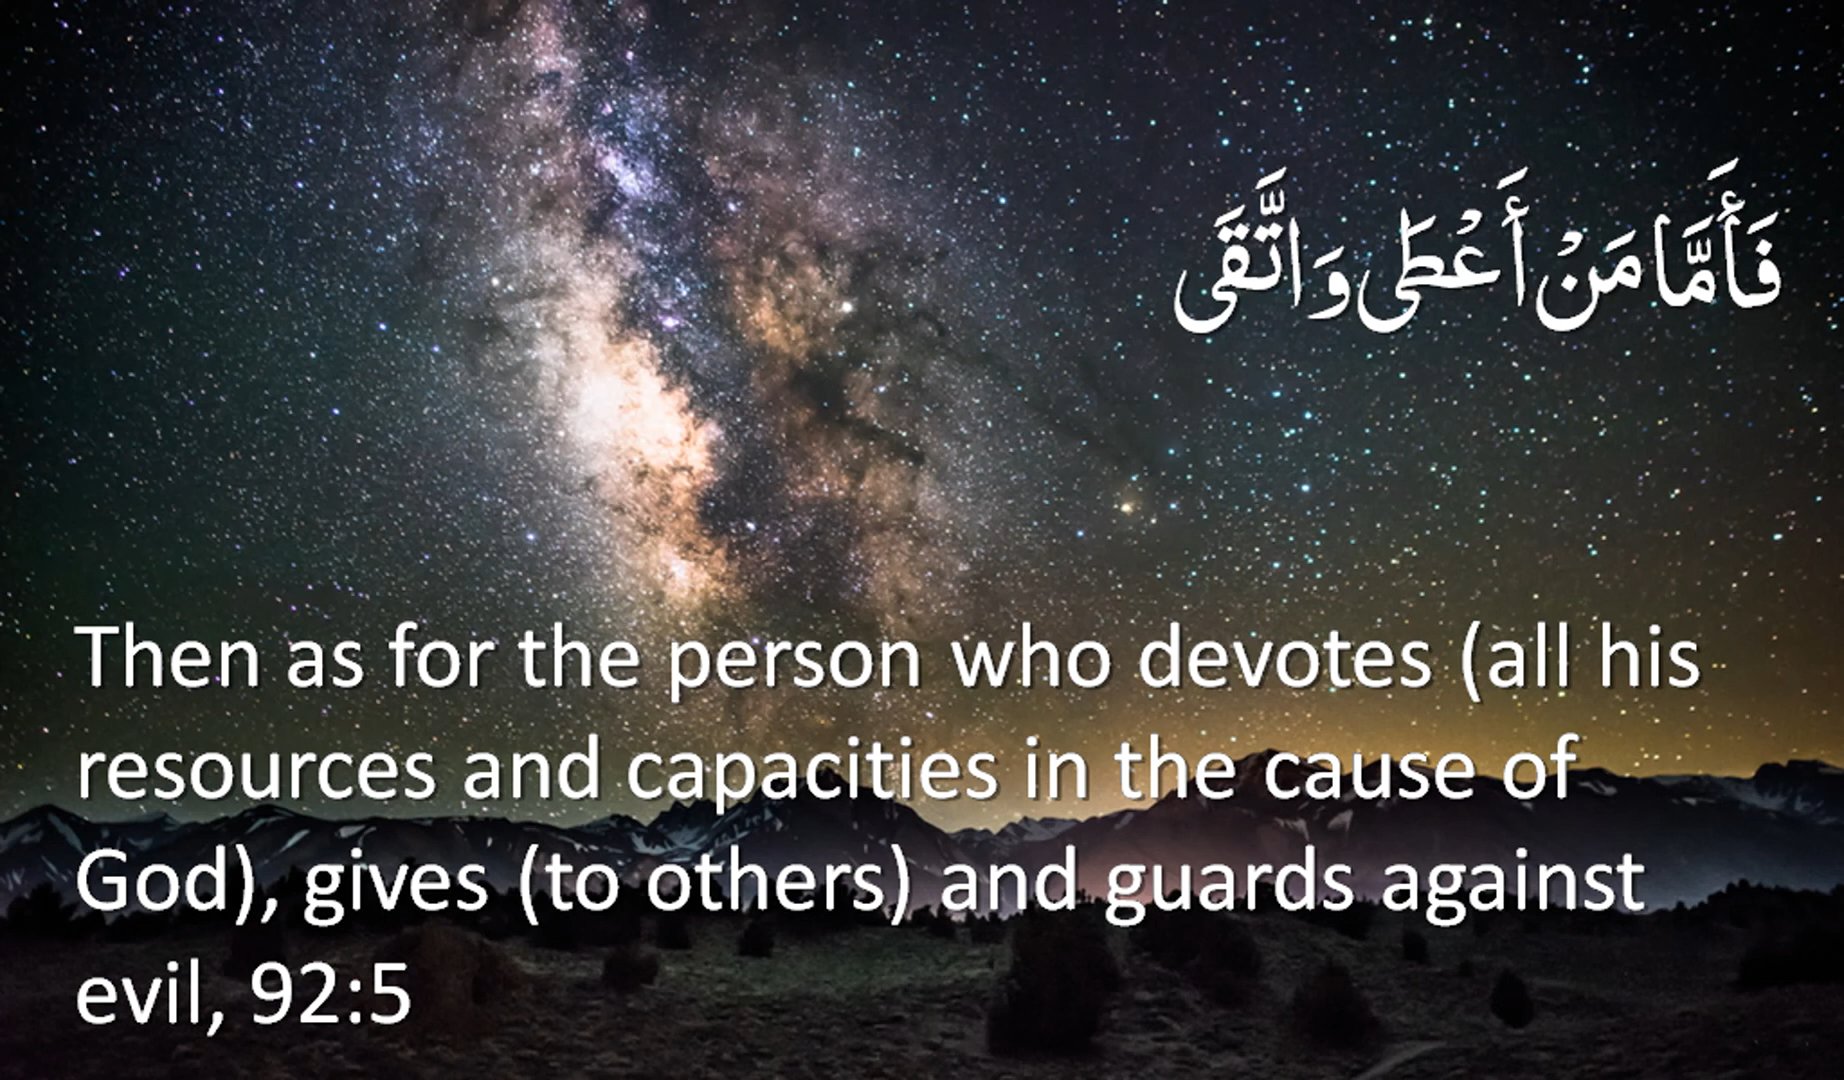 فَأَمَّا مَنْ أَعْطَى وَاتَّقَى
Then as for the person who devotes (all his
resources and capacities in the cause of
God), gives (to others) and guards against
evil, 92:5